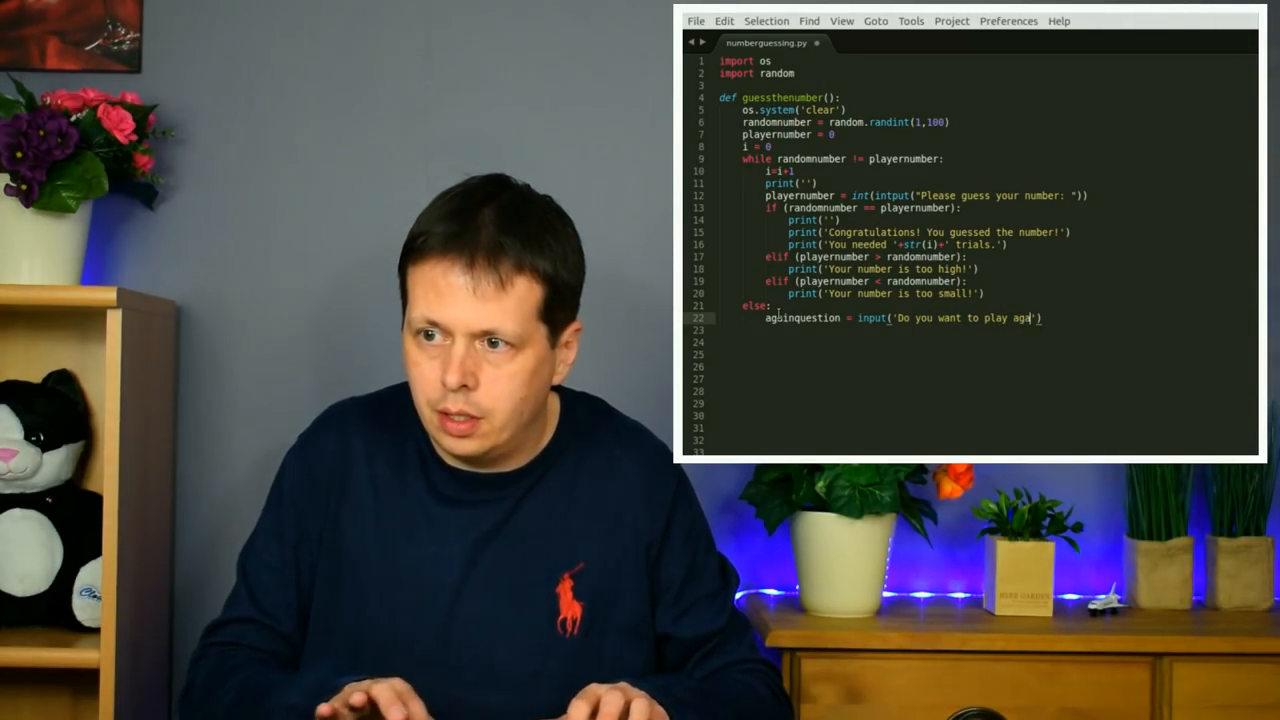 File Edit Selection Find View Goto Tools Project Preferences Help
numberguessing.py
1 import os
2 import random
3
4 def guessthenumber():
5 os.system('clear')
6 randomnumber = random.randint(1,100)
7 playernumber = 0
8 i = 0
9 while randomnumber != playernumber:
10 i=i+1
11 print('')
12 playernumber = int(intput("Please guess your number: "))
13 if (randomnumber == playernumber):
14 print('')
15 print('Congratulations! You guessed the number!')
16 print('You needed '+str(i)+' trials.')
17 elif (playernumber > randomnumber):
18 print('Your number is too high!')
19 elif (playernumber < randomnumber):
20 print('Your number is too small!')
21 else:
22 againquestion = input('Do you want to play aga')
23
24
25
26
27
28
29
30
31
32
33
HERB GARDEN